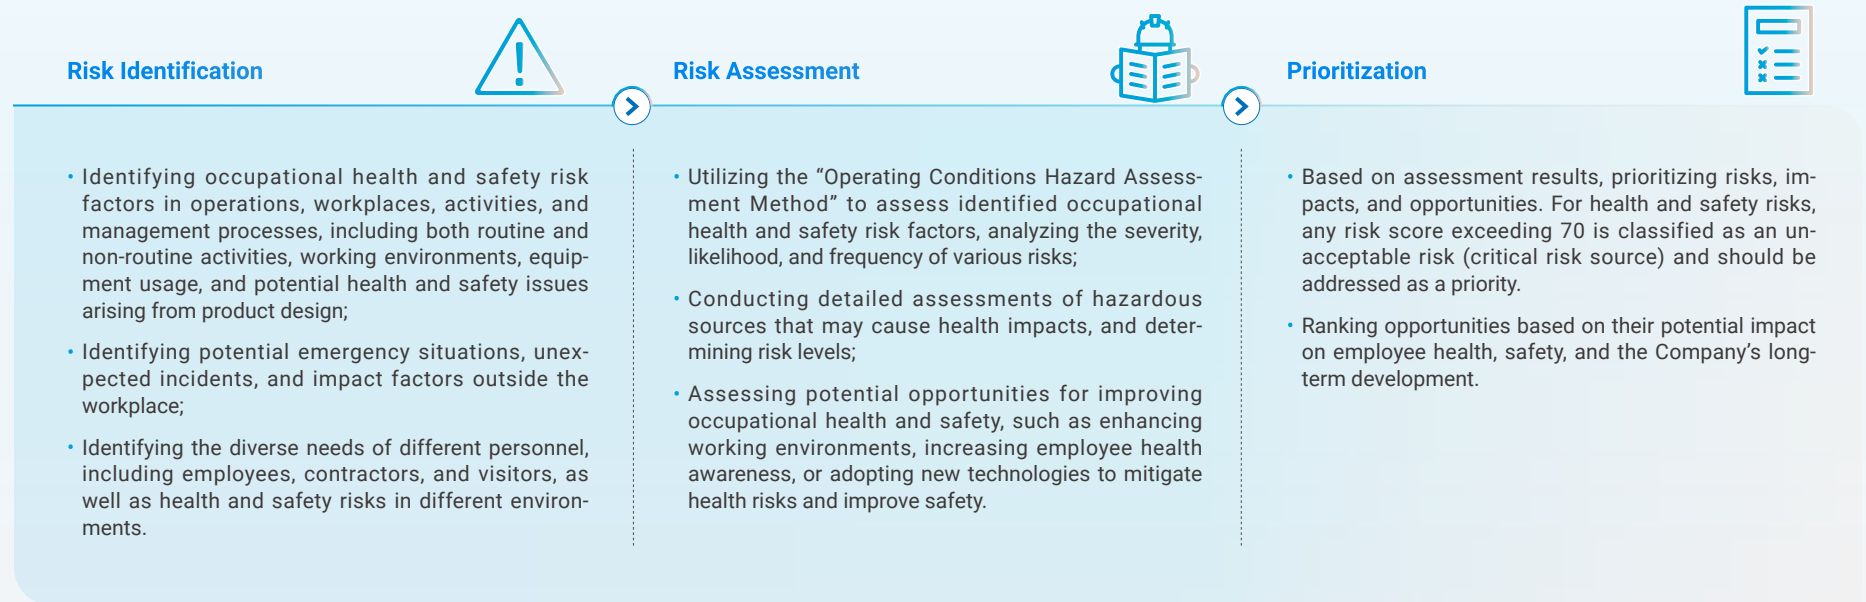 Risk Identification
• Identifying occupational health and safety risk
factors in operations, workplaces, activities, and
management processes, including both routine and
non-routine activities, working environments, equip-
ment usage, and potential health and safety issues
arising from product design;
• Identifying potential emergency situations, unex-
pected incidents, and impact factors outside the
workplace;
• Identifying the diverse needs of different personnel,
including employees, contractors, and visitors, as
well as health and safety risks in different environ-
ments.
Risk Assessment
• Utilizing the “Operating Conditions Hazard Assess-
ment Method” to assess identified occupational
health and safety risk factors, analyzing the severity,
likelihood, and frequency of various risks;
• Conducting detailed assessments of hazardous
sources that may cause health impacts, and deter-
mining risk levels;
• Assessing potential opportunities for improving
occupational health and safety, such as enhancing
working environments, increasing employee health
awareness, or adopting new technologies to mitigate
health risks and improve safety.
Prioritization
• Based on assessment results, prioritizing risks, im-
pacts, and opportunities. For health and safety risks,
any risk score exceeding 70 is classified as an un-
acceptable risk (critical risk source) and should be
addressed as a priority.
• Ranking opportunities based on their potential impact
on employee health, safety, and the Company’s long-
term development.